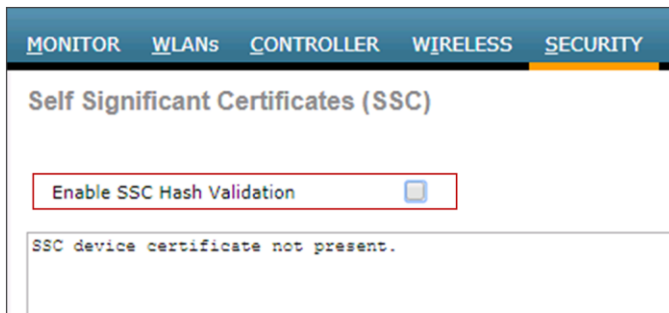 MONITOR WLANs CONTROLLER WIRELESS SECURITY
Self Significant Certificates (SSC)
Enable SSC Hash Validation
SSC device certificate not present.